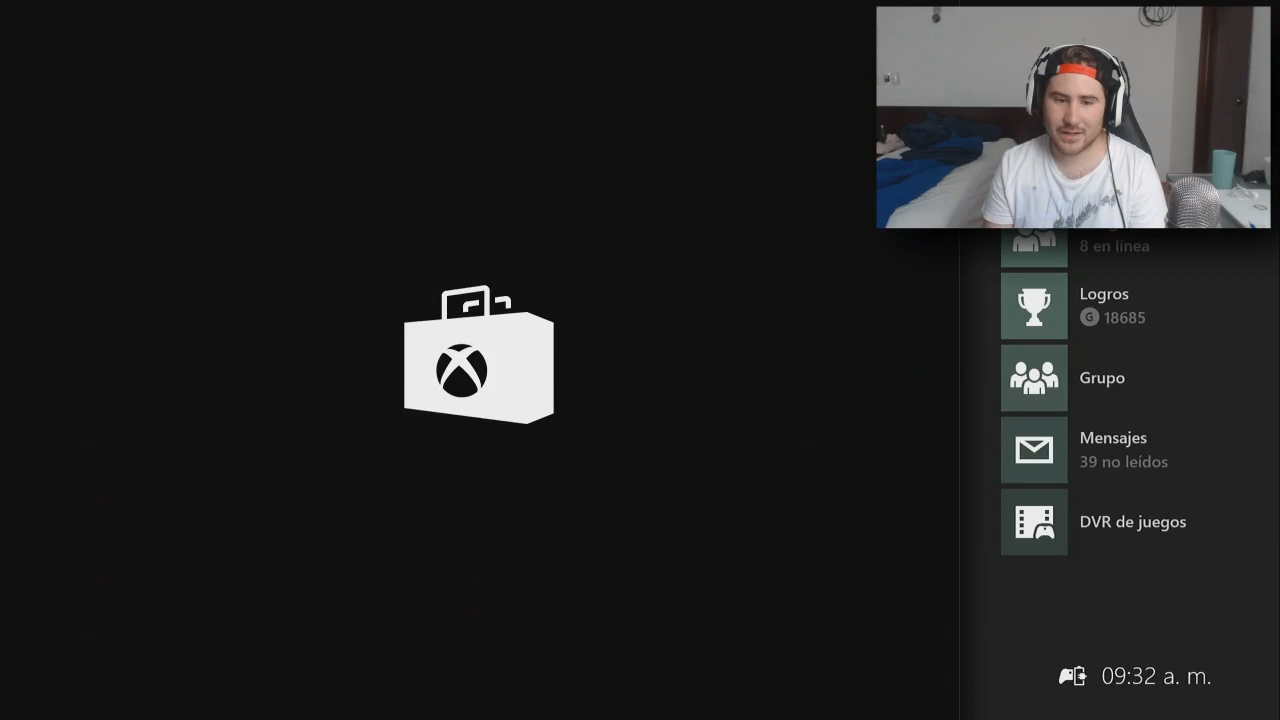 8 en línea
Logros
G 18685
Grupo
Mensajes
39 no leídos
DVR de juegos
09:32 a. m.